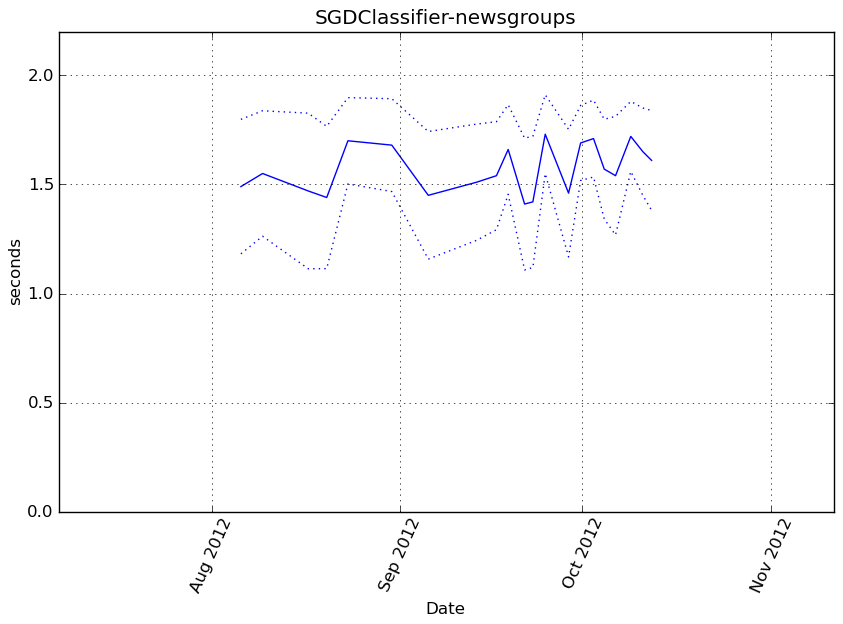 SGDClassifier-newsgroups
2.0
1.5
1.0
0.5
0.0
seconds
Aug 2012
Sep 2012
Oct 2012
Nov 2012
Date